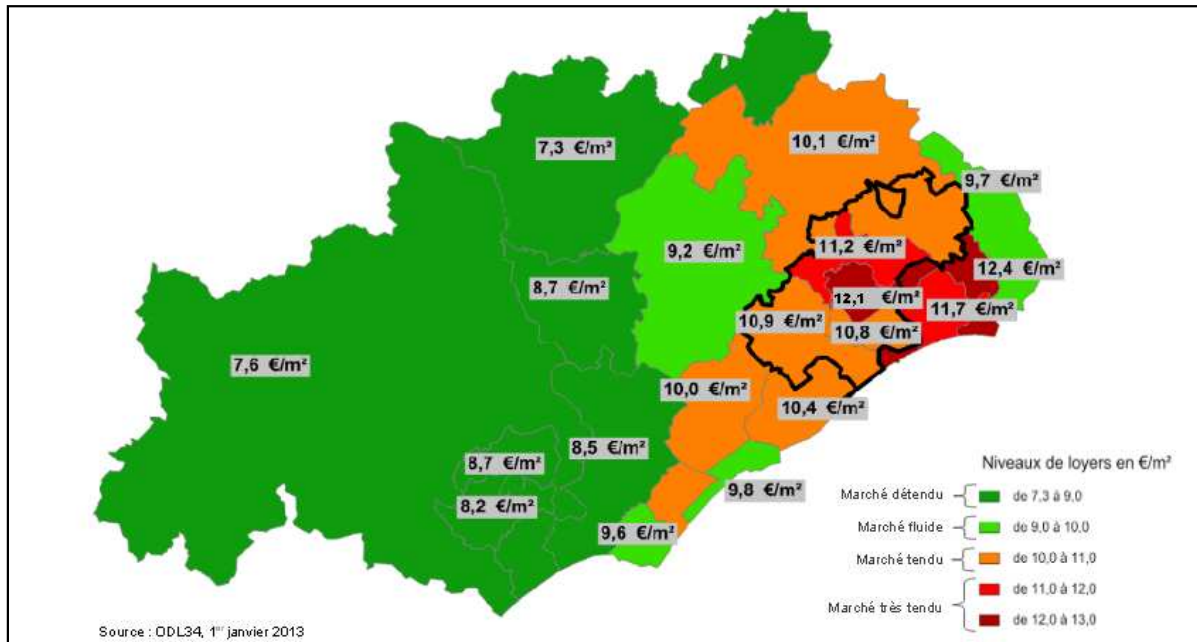 7,3 €/m²
10,1 €/m²
9,7 €/m²
9,2 €/m²
11,2 €/m²
12,4 €/m²
8,7 €/m²
12,1 €/m²
11,7 €/m²
10,9 €/m²
10,8 €/m²
7,6 €/m²
10,0 €/m²
10,4 €/m²
8,5 €/m²
8,7 €/m²
9,8 €/m²
8,2 €/m²
9,6 €/m²
Niveaux de loyers en €/m²
Marché détendu de 7,3 à 9,0
Marché fluide de 9,0 à 10,0
Marché tendu de 10,0 à 11,0
de 11,0 à 12,0
Marché très tendu
de 12,0 à 13,0
Source : ODL34, 1er janvier 2013